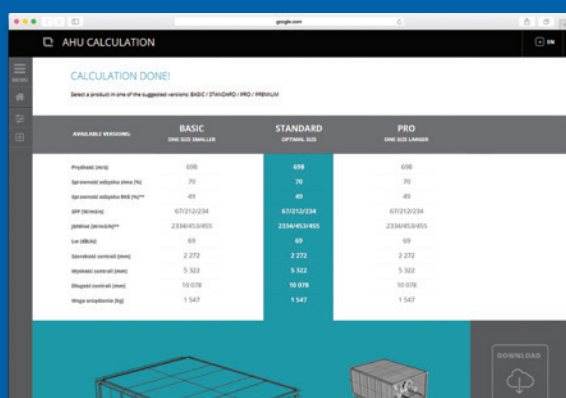 google.com
AHU CALCULATION
EN
MENU
CALCULATION DONE!
Select a product in one of the suggested versions: BASIC / STANDARD / PRO / PREMIUM
AVAILABLE VERSIONS: BASIC STANDARD PRO
ONE SIZE SMALLER OPTIMAL SIZE ONE SIZE LARGER
Prędkość [m/s] 698 698 698
Sprawność odzysku zima [%] 70 70 70
Sprawność odzysku [%]** 49 49 49
67/212/234 67/212/234 67/212/234
2334/453/455 2334/453/455 2334/453/455
Lw [dB(A)] 69 69 69
Szerokość centrali [mm] 2 272 2 272 2 272
Wysokość centrali [mm] 5 322 5 322 5 322
Długość centrali [mm] 10 078 10 078 10 078
Waga urządzenia [kg] 1 547 1 547 1 547
DOWNLOAD